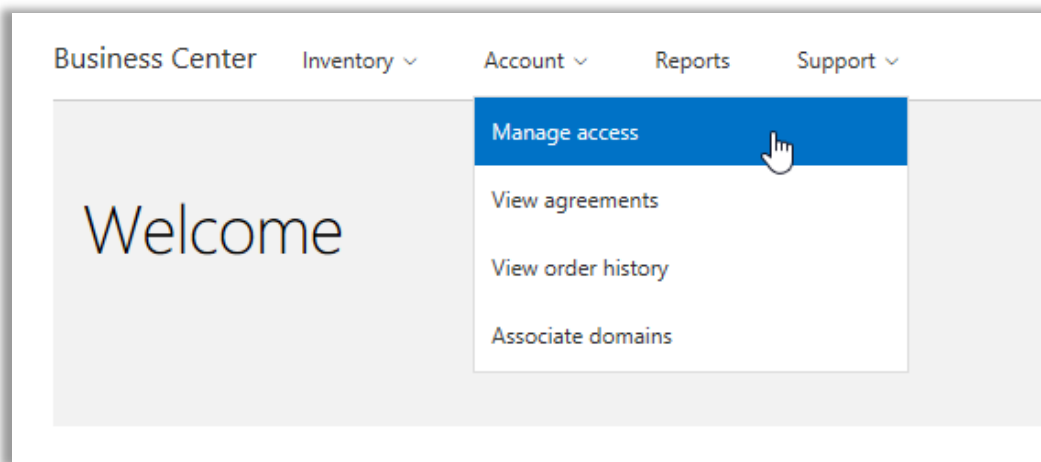 Business Center Inventory Account Reports Support
Manage access
View agreements
Welcome
View order history
Associate domains